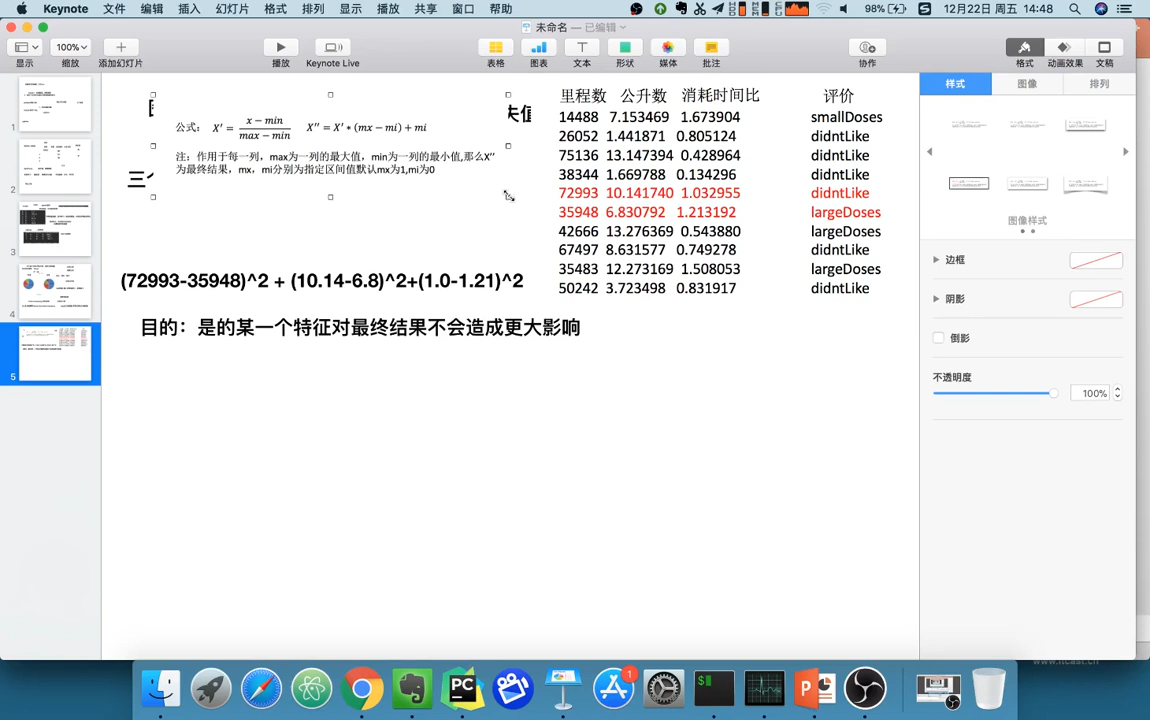 Keynote 文件 编辑 插入 幻灯片 格式 排列 显示 播放 共享 窗口 帮助 98% 12月22日 周五 14:48
未命名 — 已编辑
100%
显示 缩放 添加幻灯片 播放 Keynote Live 表格 图表 文本 形状 媒体 批注 协作 格式 动画效果 文稿
样式 图像 排列
1
2
3
4
5
公式: X′ = x−min / max−min X″ = X′∗(mx−mi)+mi
注：作用于每一列，max为一列的最大值，min为一列的最小值,那么X″
为最终结果，mx，mi分别为指定区间值默认mx为1,mi为0
里程数 公升数 消耗时间比 评价
14488 7.153469 1.673904 smallDoses
26052 1.441871 0.805124 didntLike
75136 13.147394 0.428964 didntLike
38344 1.669788 0.134296 didntLike
72993 10.141740 1.032955 didntLike
35948 6.830792 1.213192 largeDoses
42666 13.276369 0.543880 largeDoses
67497 8.631577 0.749278 didntLike
35483 12.273169 1.508053 largeDoses
50242 3.723498 0.831917 didntLike
(72993-35948)^2 + (10.14-6.8)^2+(1.0-1.21)^2
目的：是的某一个特征对最终结果不会造成更大影响
图像样式
边框
阴影
倒影
不透明度
100%
1
PC
www.itcast.cn